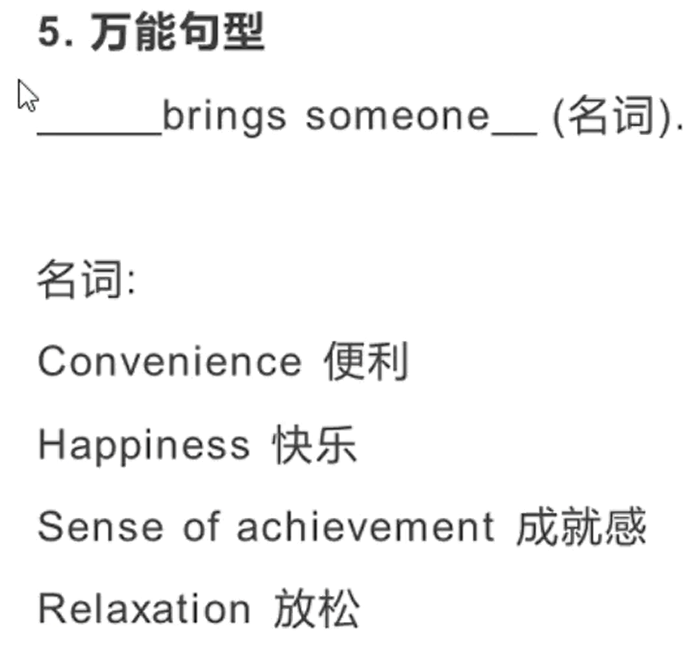 5. 万能句型
______brings someone__ (名词).
名词:
Convenience 便利
Happiness 快乐
Sense of achievement 成就感
Relaxation 放松